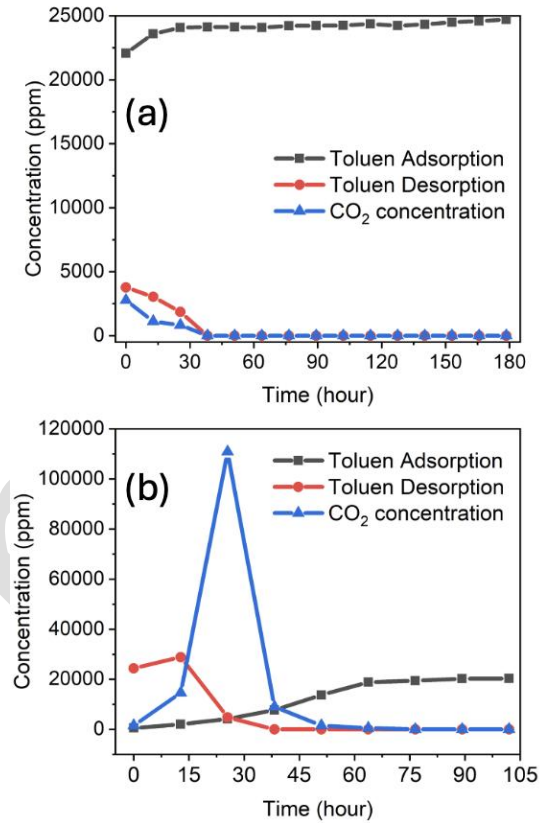 25000
20000
15000
10000
5000
0
Concentration (ppm)
(a)
Toluen Adsorption
Toluen Desorption
CO₂ concentration
0 30 60 90 120 150 180
Time (hour)
120000
100000
80000
60000
40000
20000
0
Concentration (ppm)
(b)
Toluen Adsorption
Toluen Desorption
CO₂ concentration
0 15 30 45 60 75 90 105
Time (hour)